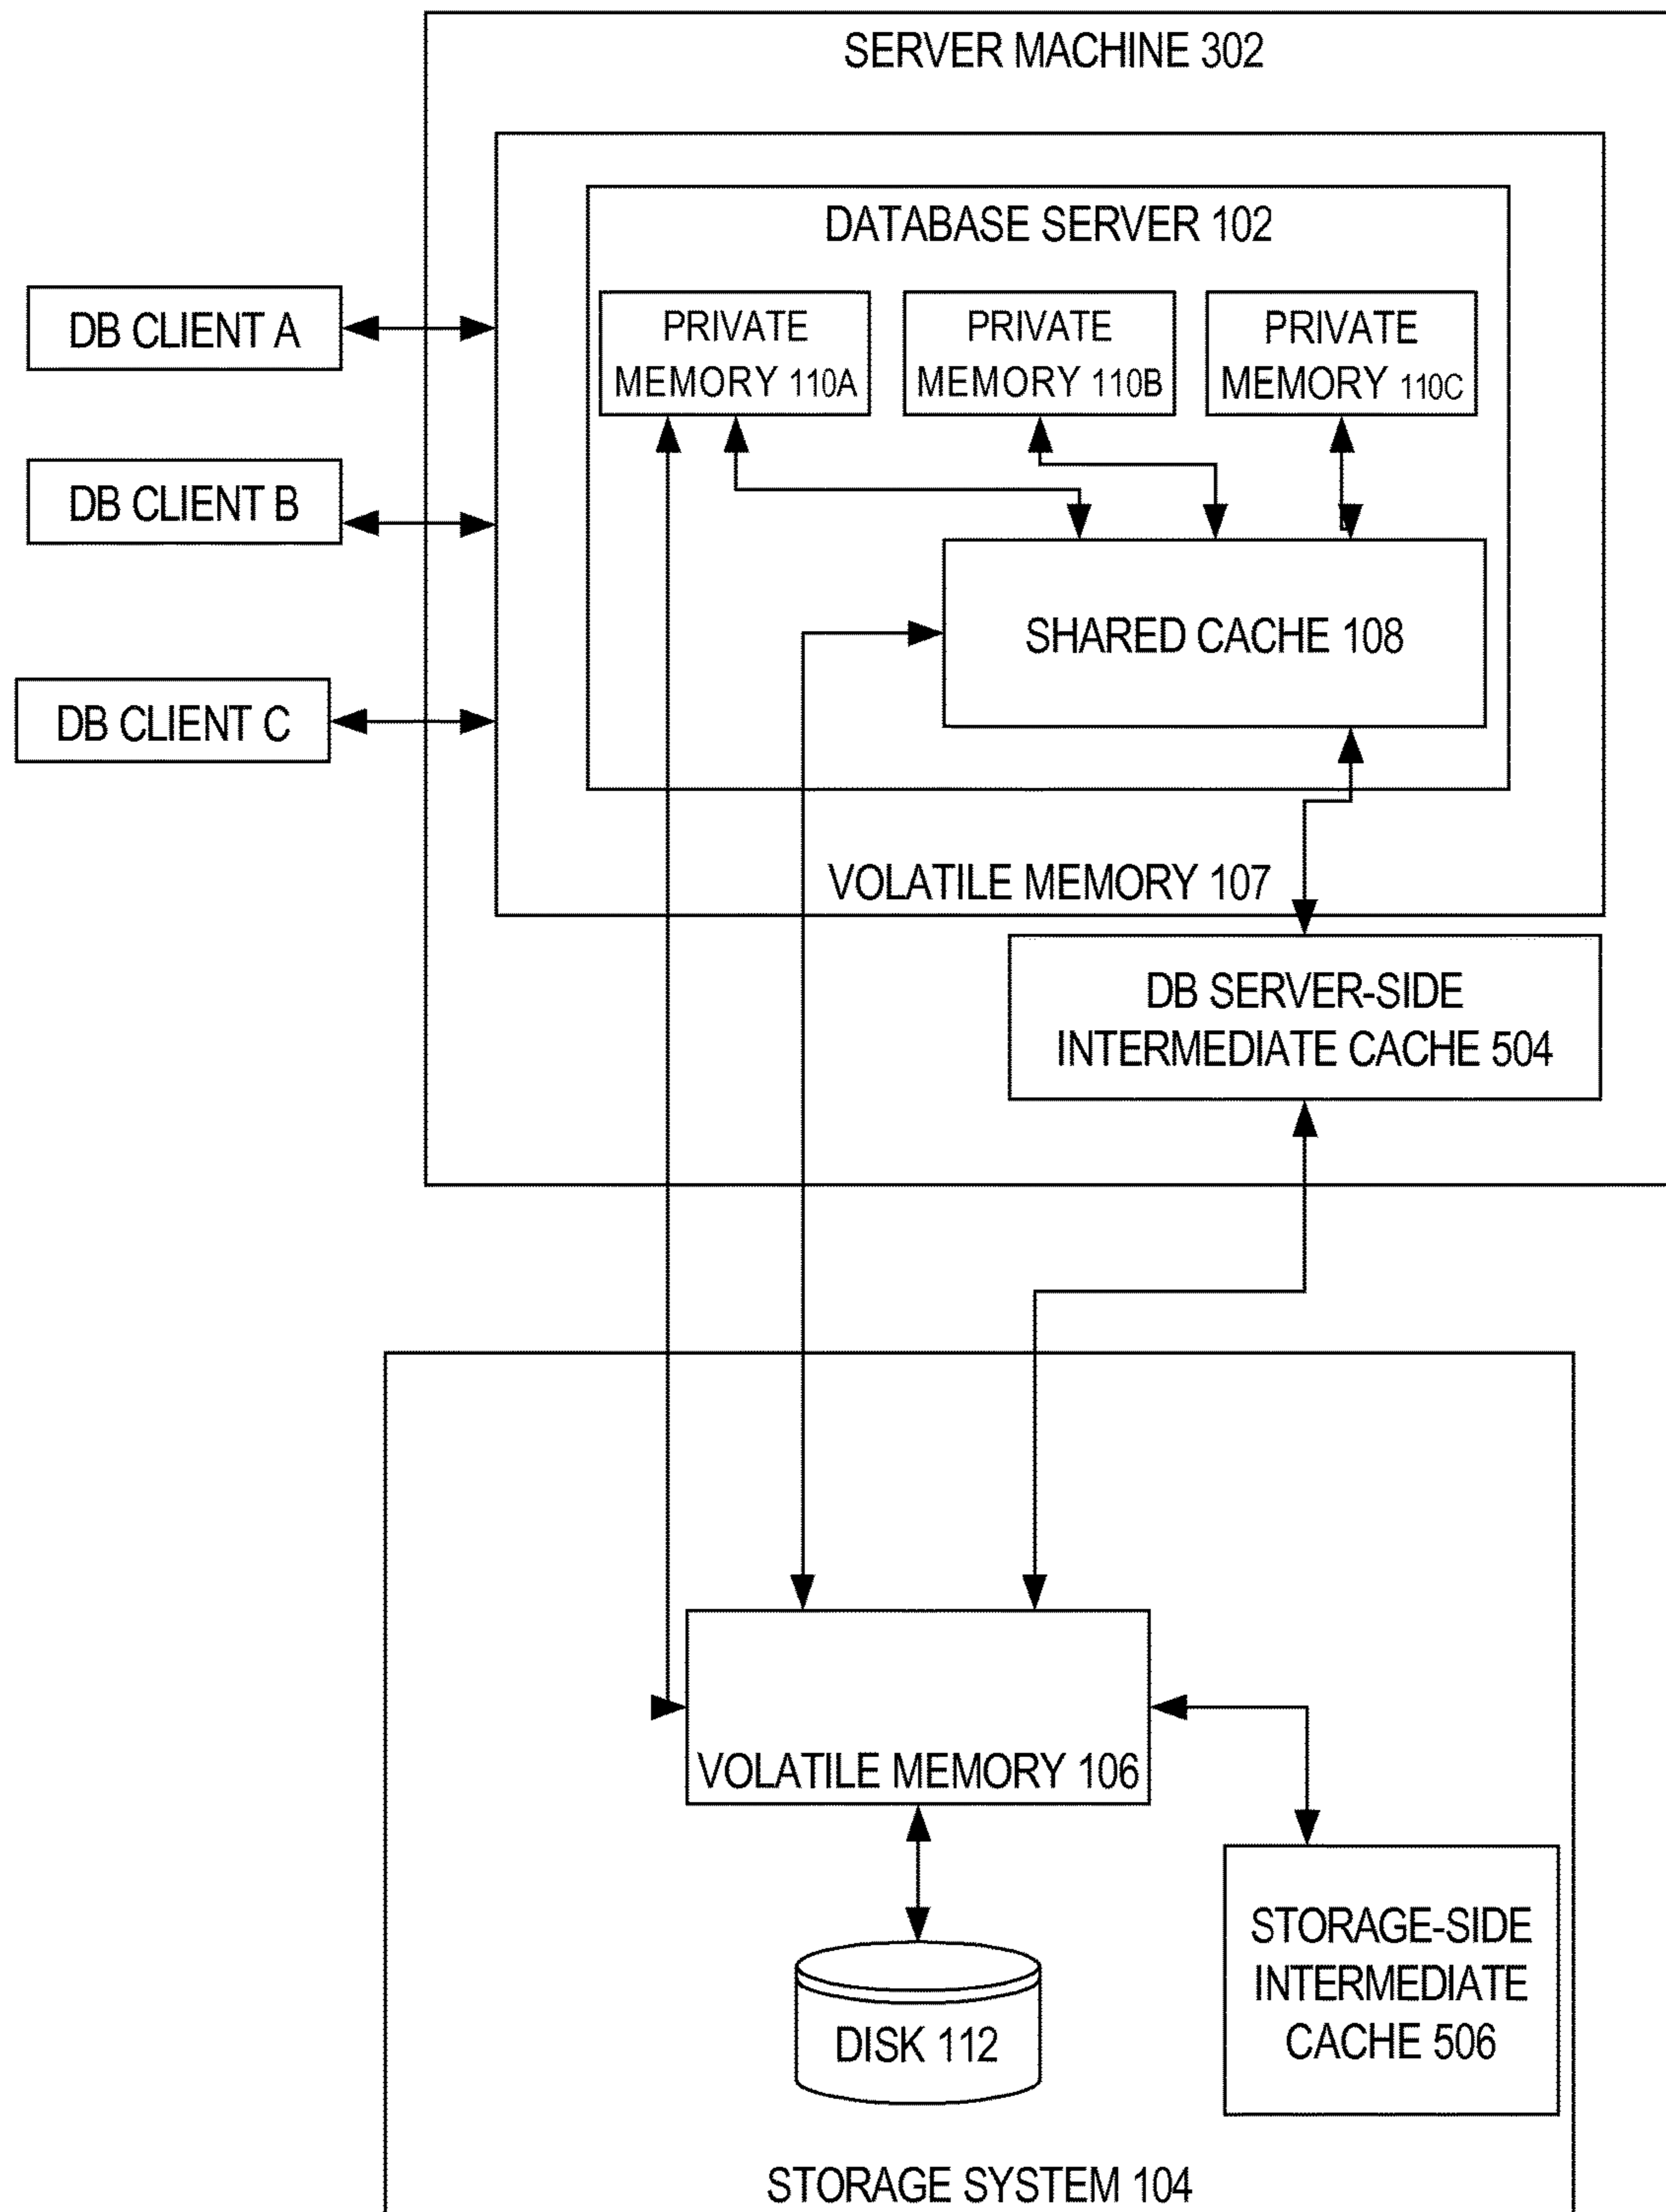 SERVER MACHINE 302
DATABASE SERVER 102
PRIVATE
MEMORY 110A
PRIVATE
MEMORY 110B
PRIVATE
MEMORY 110C
DB CLIENT A
DB CLIENT B
DB CLIENT C
SHARED CACHE 108
VOLATILE MEMORY 107
DB SERVER-SIDE
INTERMEDIATE CACHE 504
VOLATILE MEMORY 106
DISK 112
STORAGE-SIDE
INTERMEDIATE
CACHE 506
STORAGE SYSTEM 104